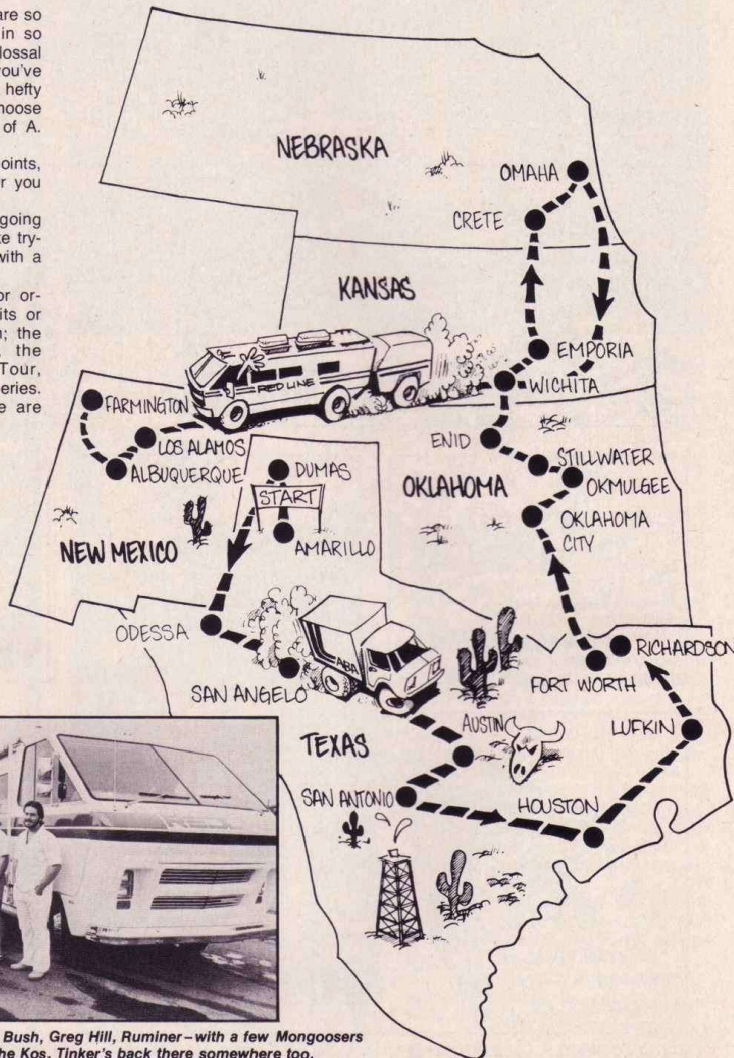 are so
in so
lossal
you've
hefty
hoose
of A.
oints,
r you
going
ke try-
with a
or or-
its or
n; the
the
Tour,
eries.
e are
NEBRASKA
OMAHA
CRETE
KANSAS
EMPORIA
WICHITA
RED LINE
FARMINGTON
LOS ALAMOS
ALBUQUERQUE
ENID
STILLWATER
OKMULGEE
OKLAHOMA
OKLAHOMA
CITY
DUMAS
START
AMARILLO
NEW MEXICO
ODESSA
ABA
SAN ANGELO
RICHARDSON
FORT WORTH
AUSTIN
LUFKIN
TEXAS
SAN ANTONIO
HOUSTON
Bush, Greg Hill, Ruminer–with a few Mongoosers
he Kos. Tinker's back there somewhere too.